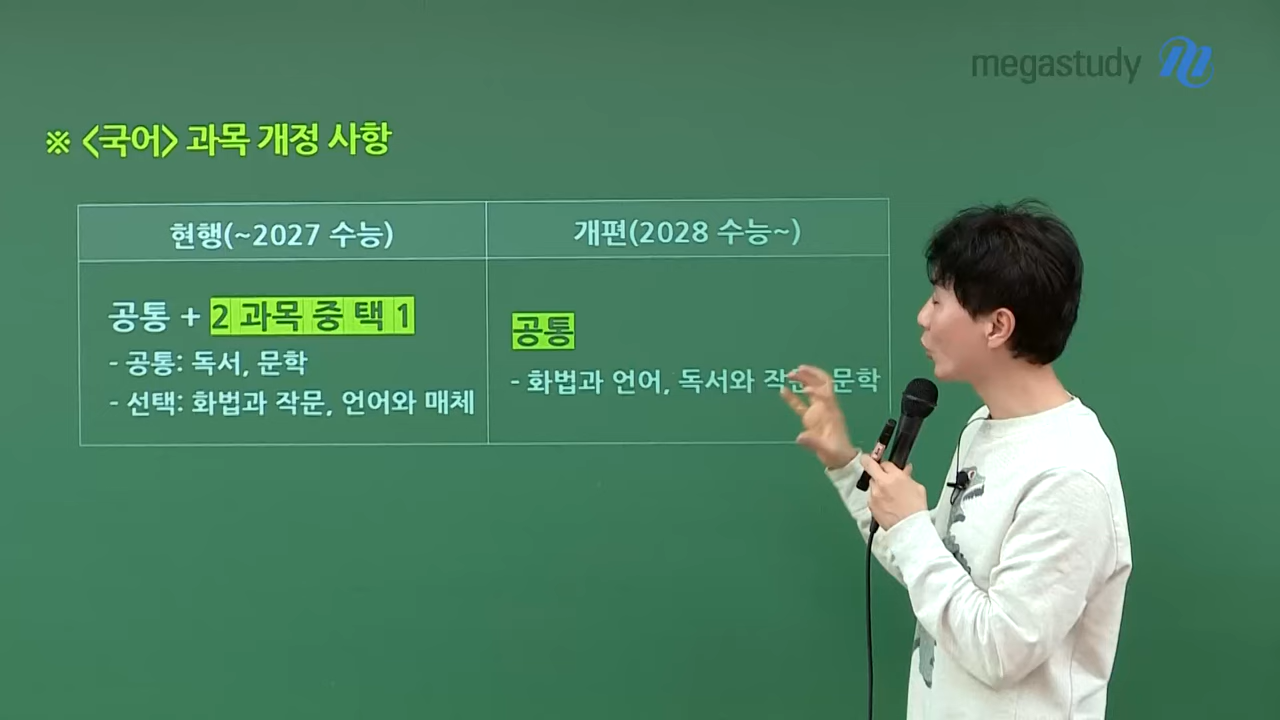 megastudy
※ <국어> 과목 개정 사항
현행(~2027 수능)
개편(2028 수능~)
공통 + 2 과목 중 택 1
- 공통: 독서, 문학
- 선택: 화법과 작문, 언어와 매체
공통
- 화법과 언어, 독서와 작문, 문학